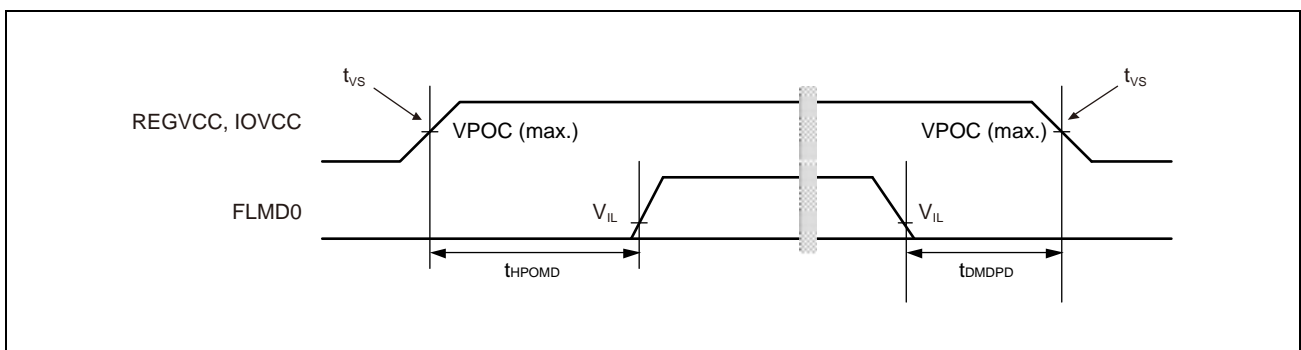 tVS
tVS
REGVCC, IOVCC
VPOC (max.)
VPOC (max.)
FLMD0
VIL
VIL
tHPOMD
tDMDPD